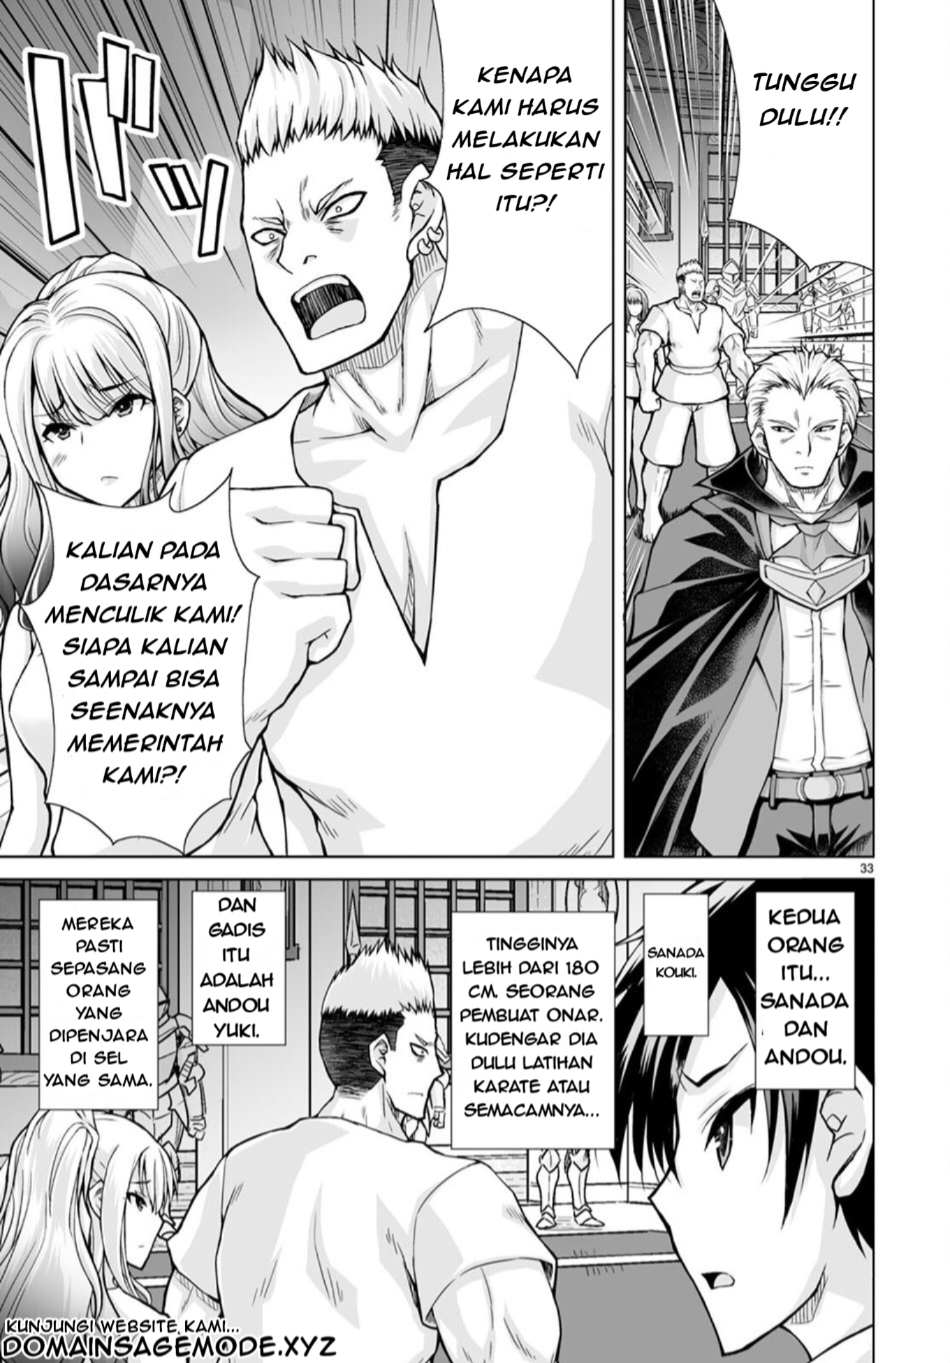 TUNGGU
DULU!!
KENAPA
KAMI HARUS
MELAKUKAN
HAL SEPERTI
ITU?!
バッ!!
KALIAN PADA
DASARNYA
MENCULIK KAMI!
SIAPA KALIAN
SAMPAI BISA
SEENAKNYA
MEMERINTAH
KAMI?!
33
KEDUA
ORANG
ITU...
SANADA
DAN
ANDOU.
SANADA
KOUKI.
TINGGINYA
LEBIH DARI 180
CM. SEORANG
PEMBUAT ONAR.
KUDENGAR DIA
DULU LATIHAN
KARATE ATAU
SEMACAMNYA...
DAN
GADIS
ITU
ADALAH
ANDOU
YUKI.
MEREKA
PASTI
SEPASANG
ORANG
YANG
DIPENJARA
DI SEL
YANG SAMA.
KUNJUNGI WEBSITE KAMI...
DOMAINSAGEMODE.XYZ